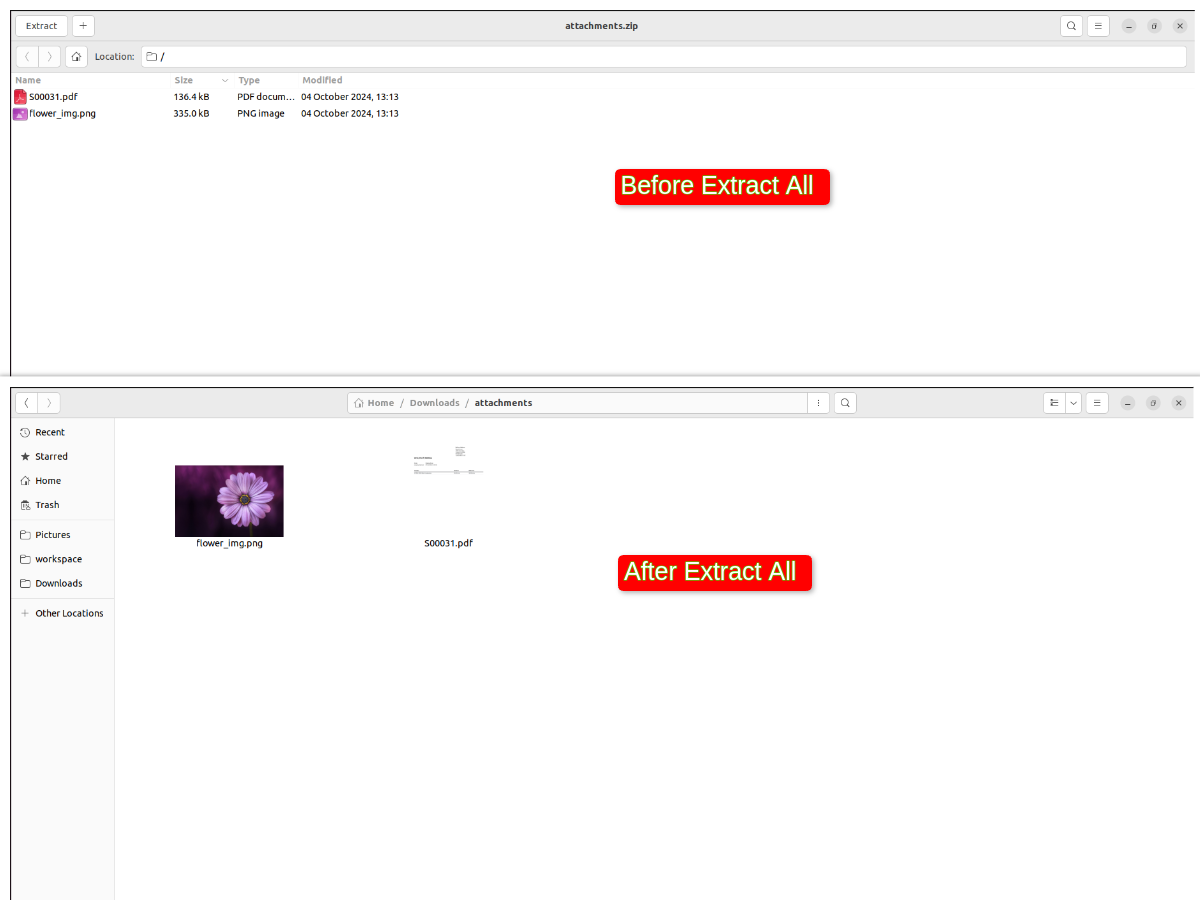 Extract + attachments.zip
Location: /
Name Size Type Modified
S00031.pdf 136.4 kB PDF docum... 04 October 2024, 13:13
flower_img.png 335.0 kB PNG image 04 October 2024, 13:13
Before Extract All
Home / Downloads / attachments
Recent
Starred
Home
Trash
Pictures
workspace
Downloads
+ Other Locations
flower_img.png
S00031.pdf
After Extract All